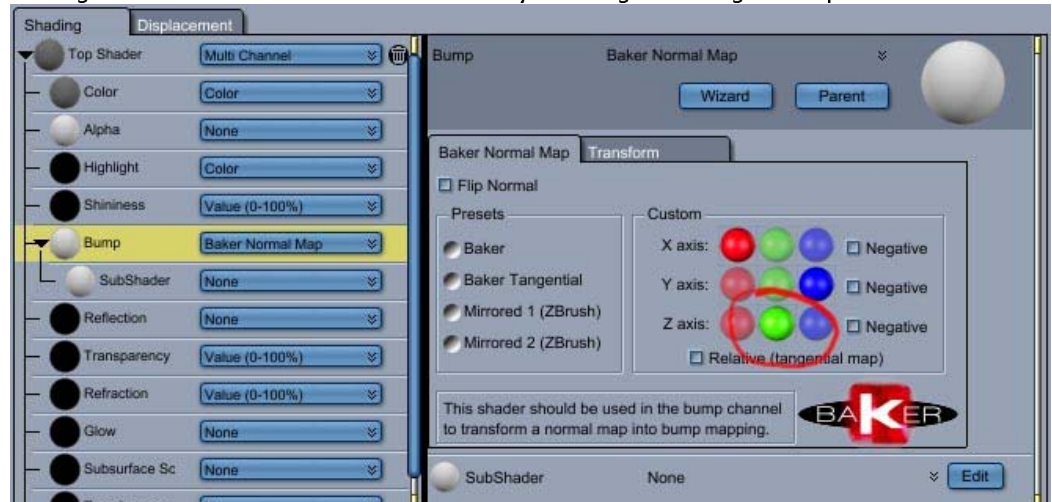 Shading Displacement
Top Shader Multi Channel
Color Color
Alpha None
Highlight Color
Shininess Value (0-100%)
Bump Baker Normal Map
SubShader None
Reflection None
Transparency Value (0-100%)
Refraction Value (0-100%)
Glow None
Subsurface Sc None
Bump Baker Normal Map
Wizard Parent
Baker Normal Map Transform
Flip Normal
Presets
Baker
Baker Tangential
Mirrored 1 (ZBrush)
Mirrored 2 (ZBrush)
Custom
X axis: Negative
Y axis: Negative
Z axis: Negative
Relative (tangential map)
This shader should be used in the bump channel
to transform a normal map into bump mapping.
BAKER
SubShader None Edit